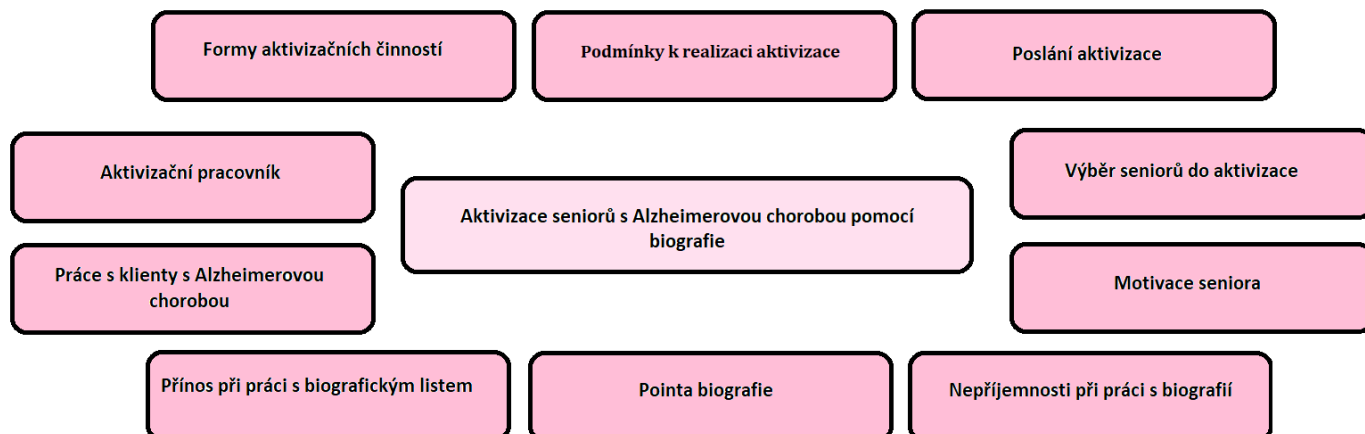 Formy aktivizačních činností
Podmínky k realizaci aktivizace
Poslání aktivizace
Aktivizační pracovník
Výběr seniorů do aktivizace
Aktivizace seniorů s Alzheimerovou chorobou pomocí
biografie
Práce s klienty s Alzheimerovou
chorobou
Motivace seniora
Přínos při práci s biografickým listem
Pointa biografie
Nepříjemnosti při práci s biografií